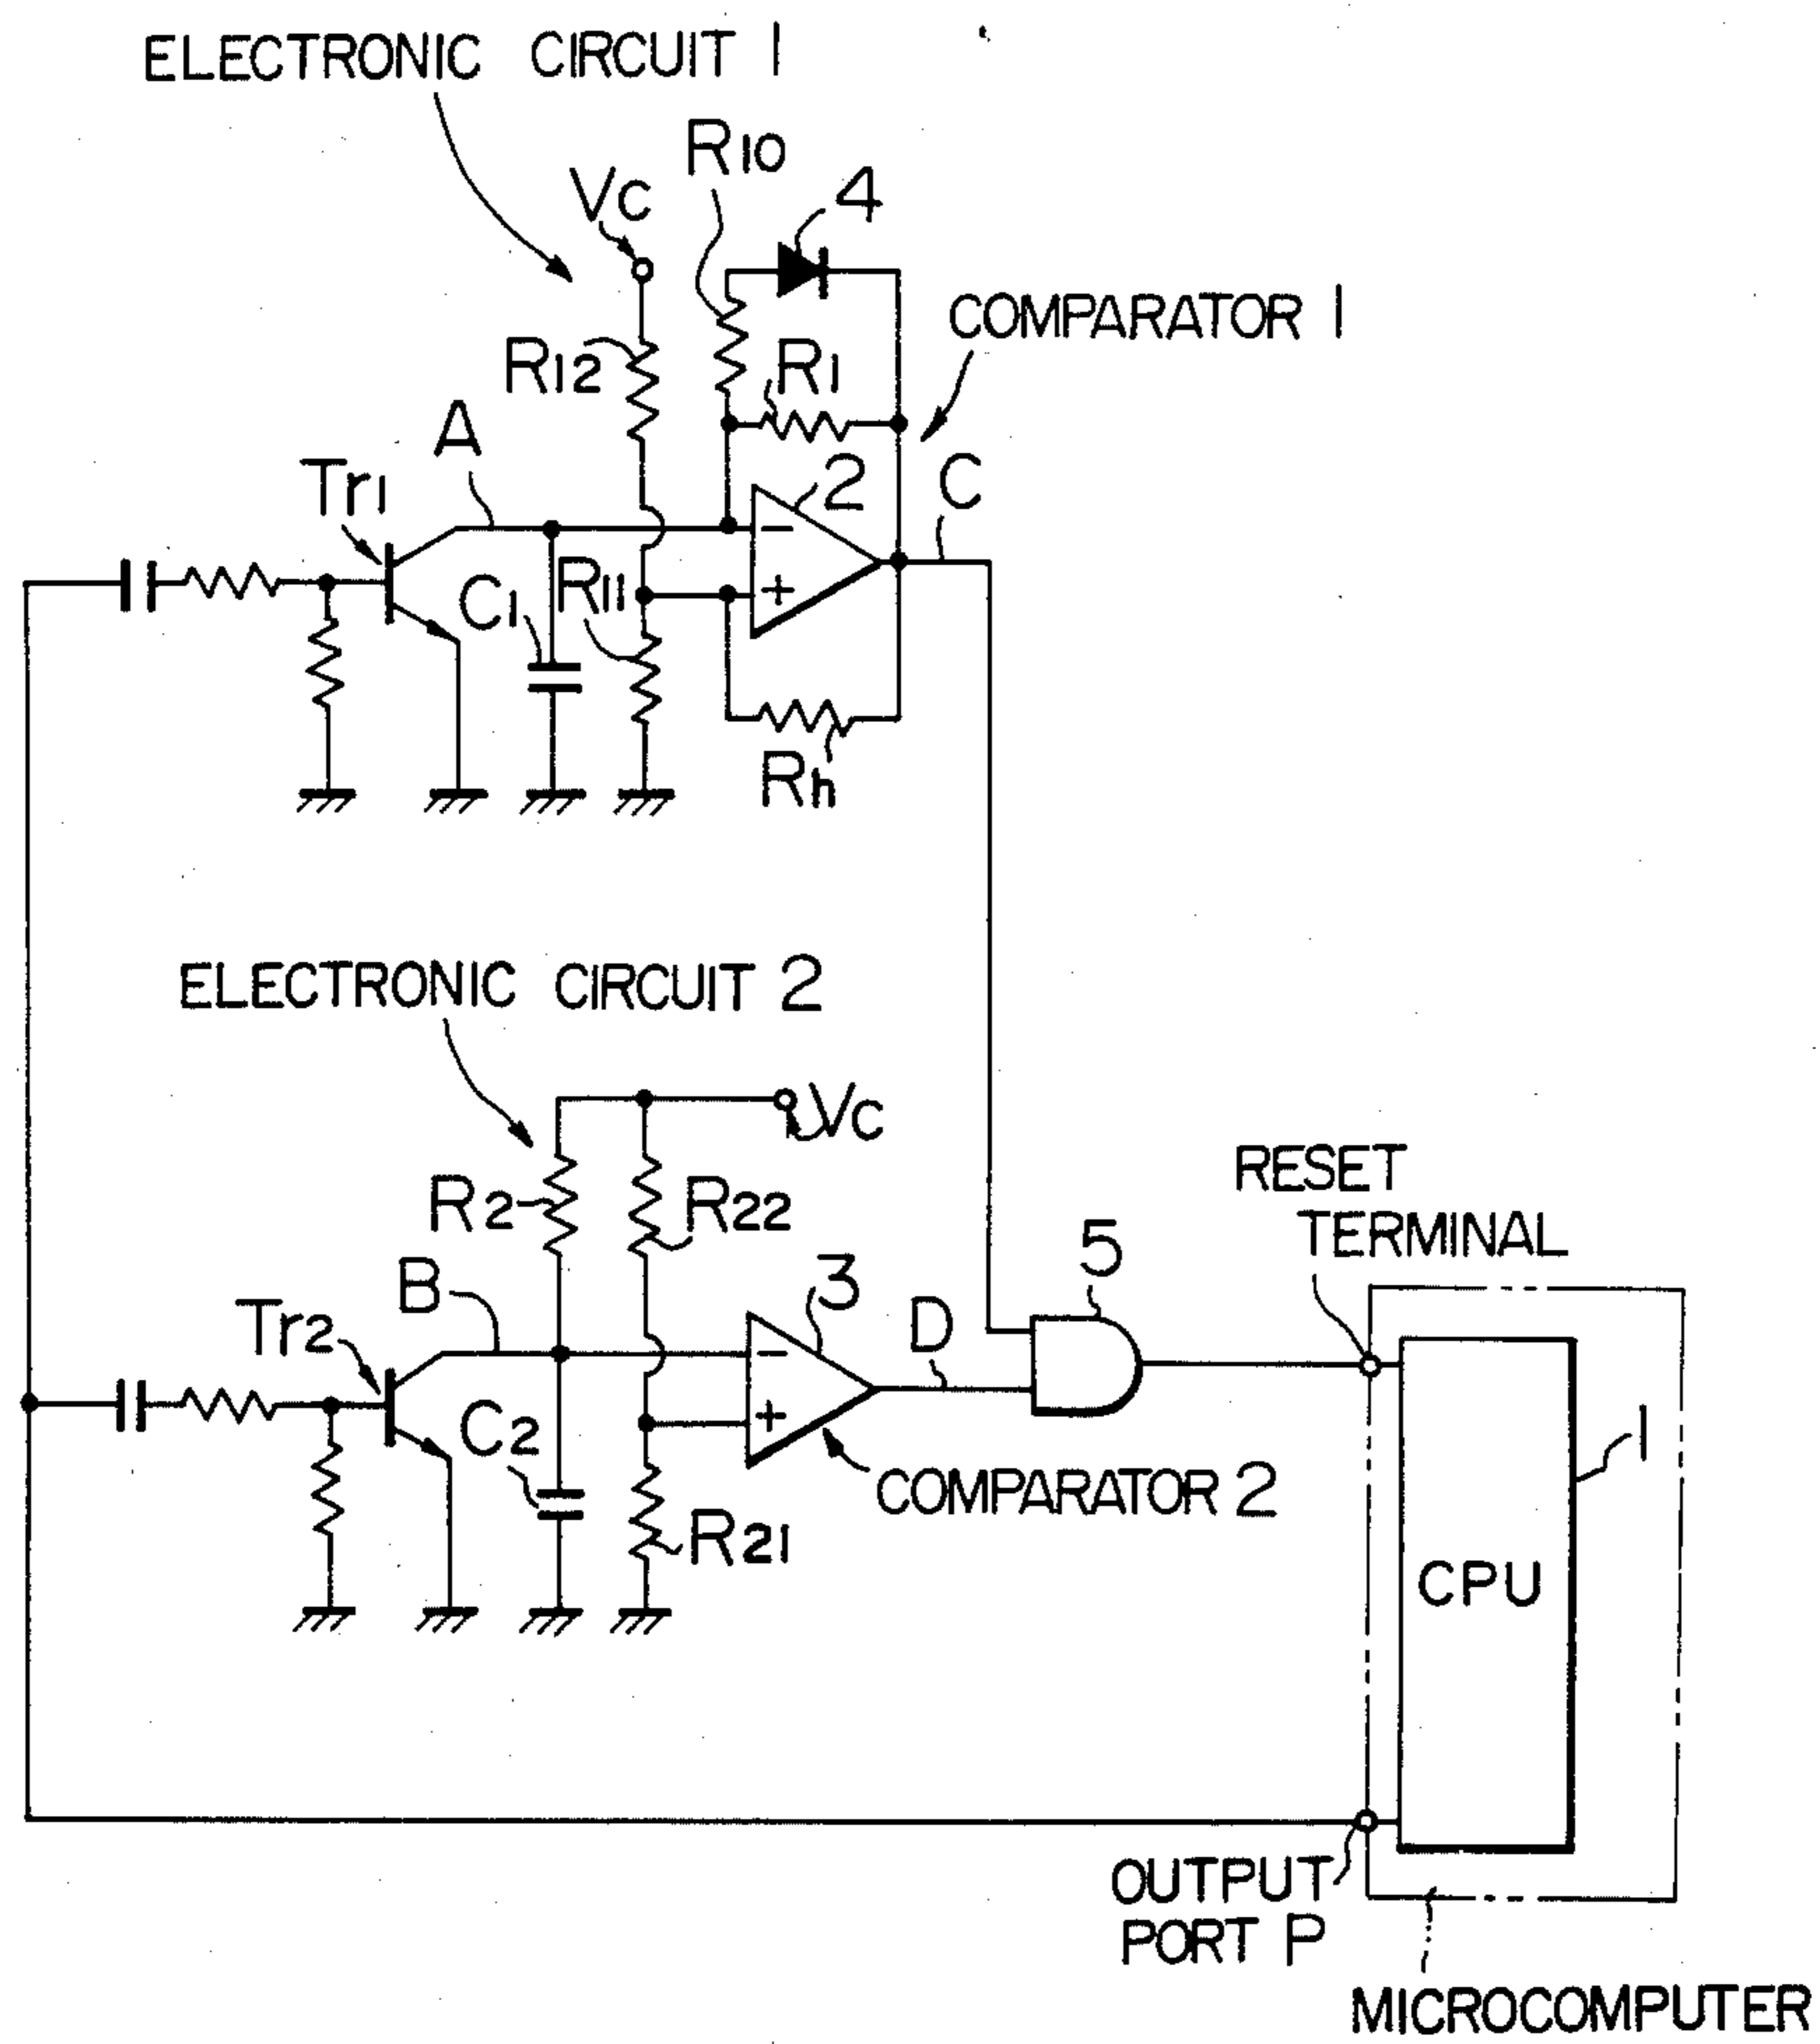 ELECTRONIC CIRCUIT 1
R10
Vc
4
COMPARATOR 1
R12
R1
A
2
C
Tr1
-
+
C1
R11
Rh
ELECTRONIC CIRCUIT 2
Vc
RESET
TERMINAL
R2
R22
5
B
3
D
Tr2
-
+
C2
1
COMPARATOR 2
R21
CPU
OUTPUT
PORT P
MICROCOMPUTER